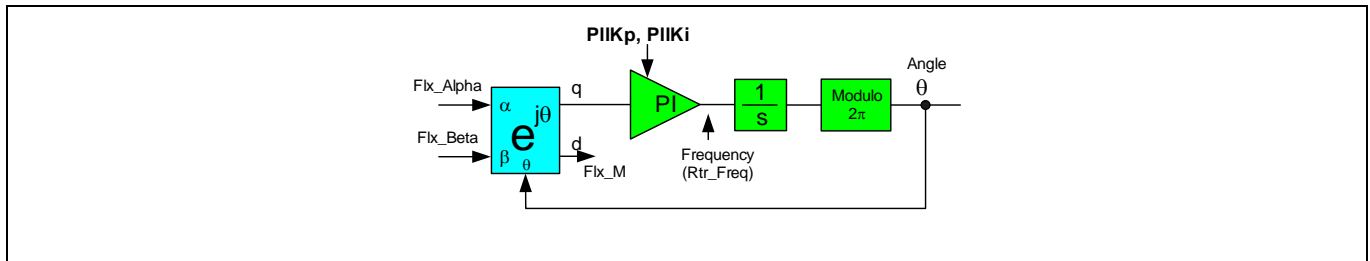 PllKp, PllKi
Flx_Alpha
Flx_Beta
α
β
e
jθ
θ
q
d
Flx_M
PI
Frequency
(Rtr_Freq)
1
s
Modulo
2π
Angle
θ